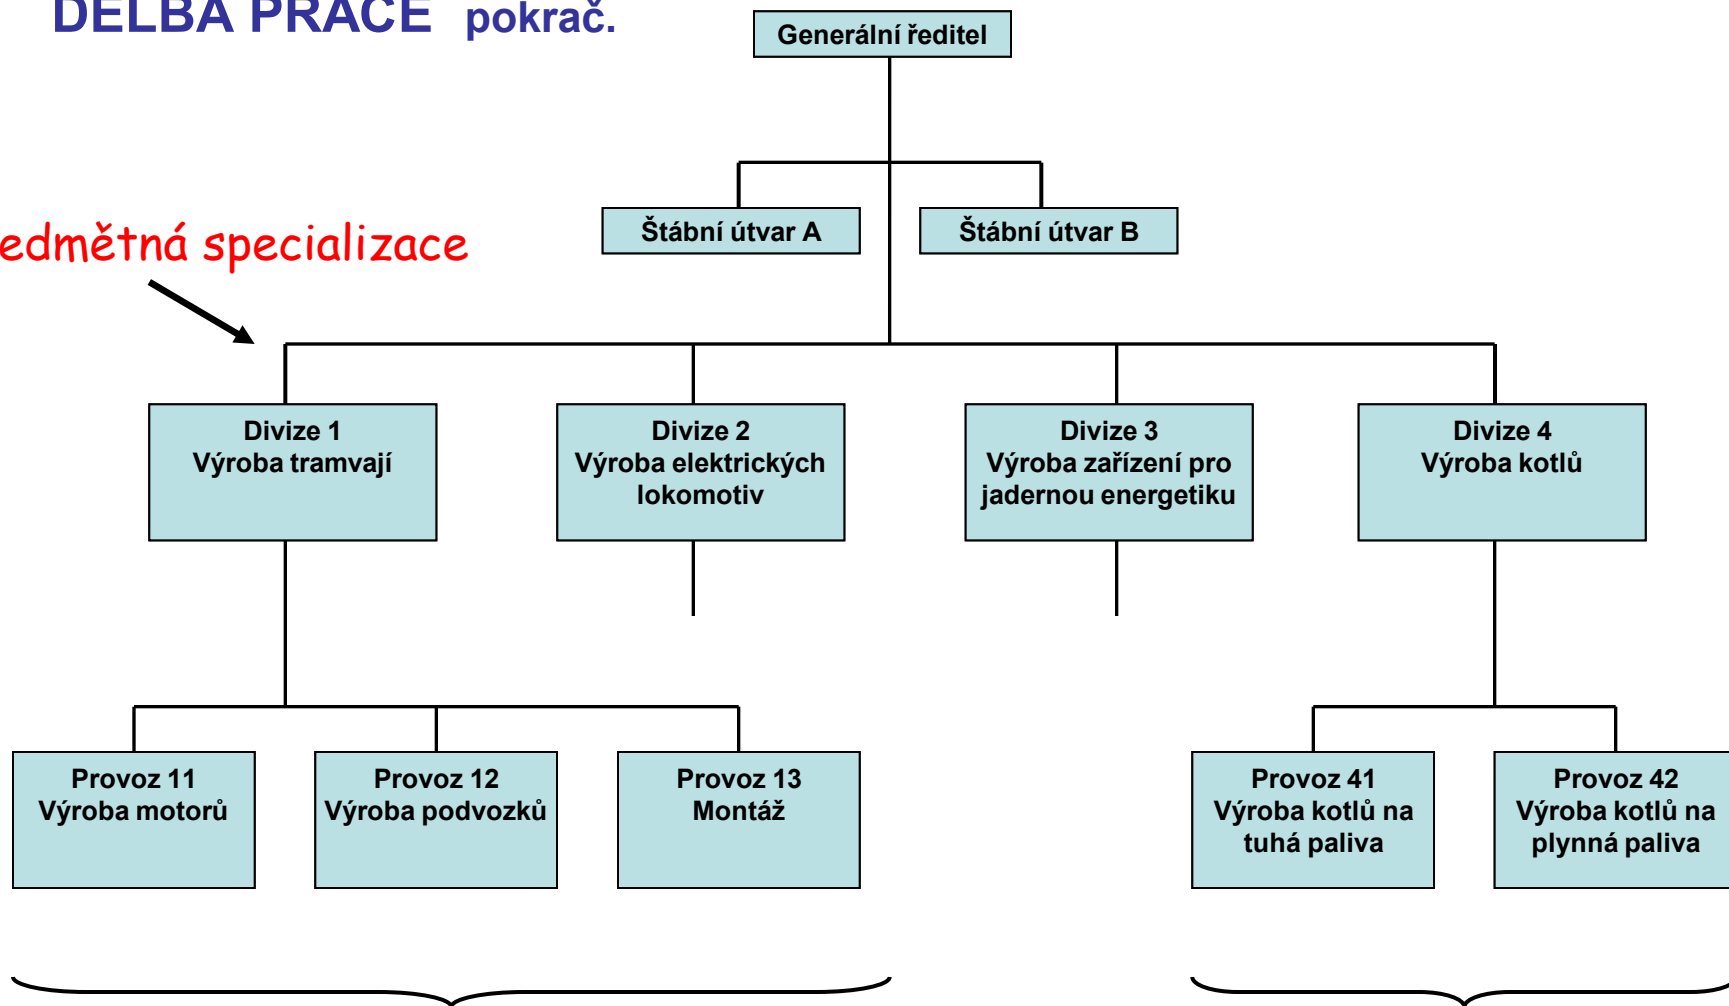 DĚLBA PRÁCE pokrač.
Generální ředitel
Štábní útvar A
Štábní útvar B
edmětná specializace
Divize 1
Výroba tramvají
Divize 2
Výroba elektrických
lokomotiv
Divize 3
Výroba zařízení pro
jadernou energetiku
Divize 4
Výroba kotlů
Provoz 11
Výroba motorů
Provoz 12
Výroba podvozků
Provoz 13
Montáž
Provoz 41
Výroba kotlů na
tuhá paliva
Provoz 42
Výroba kotlů na
plynná paliva